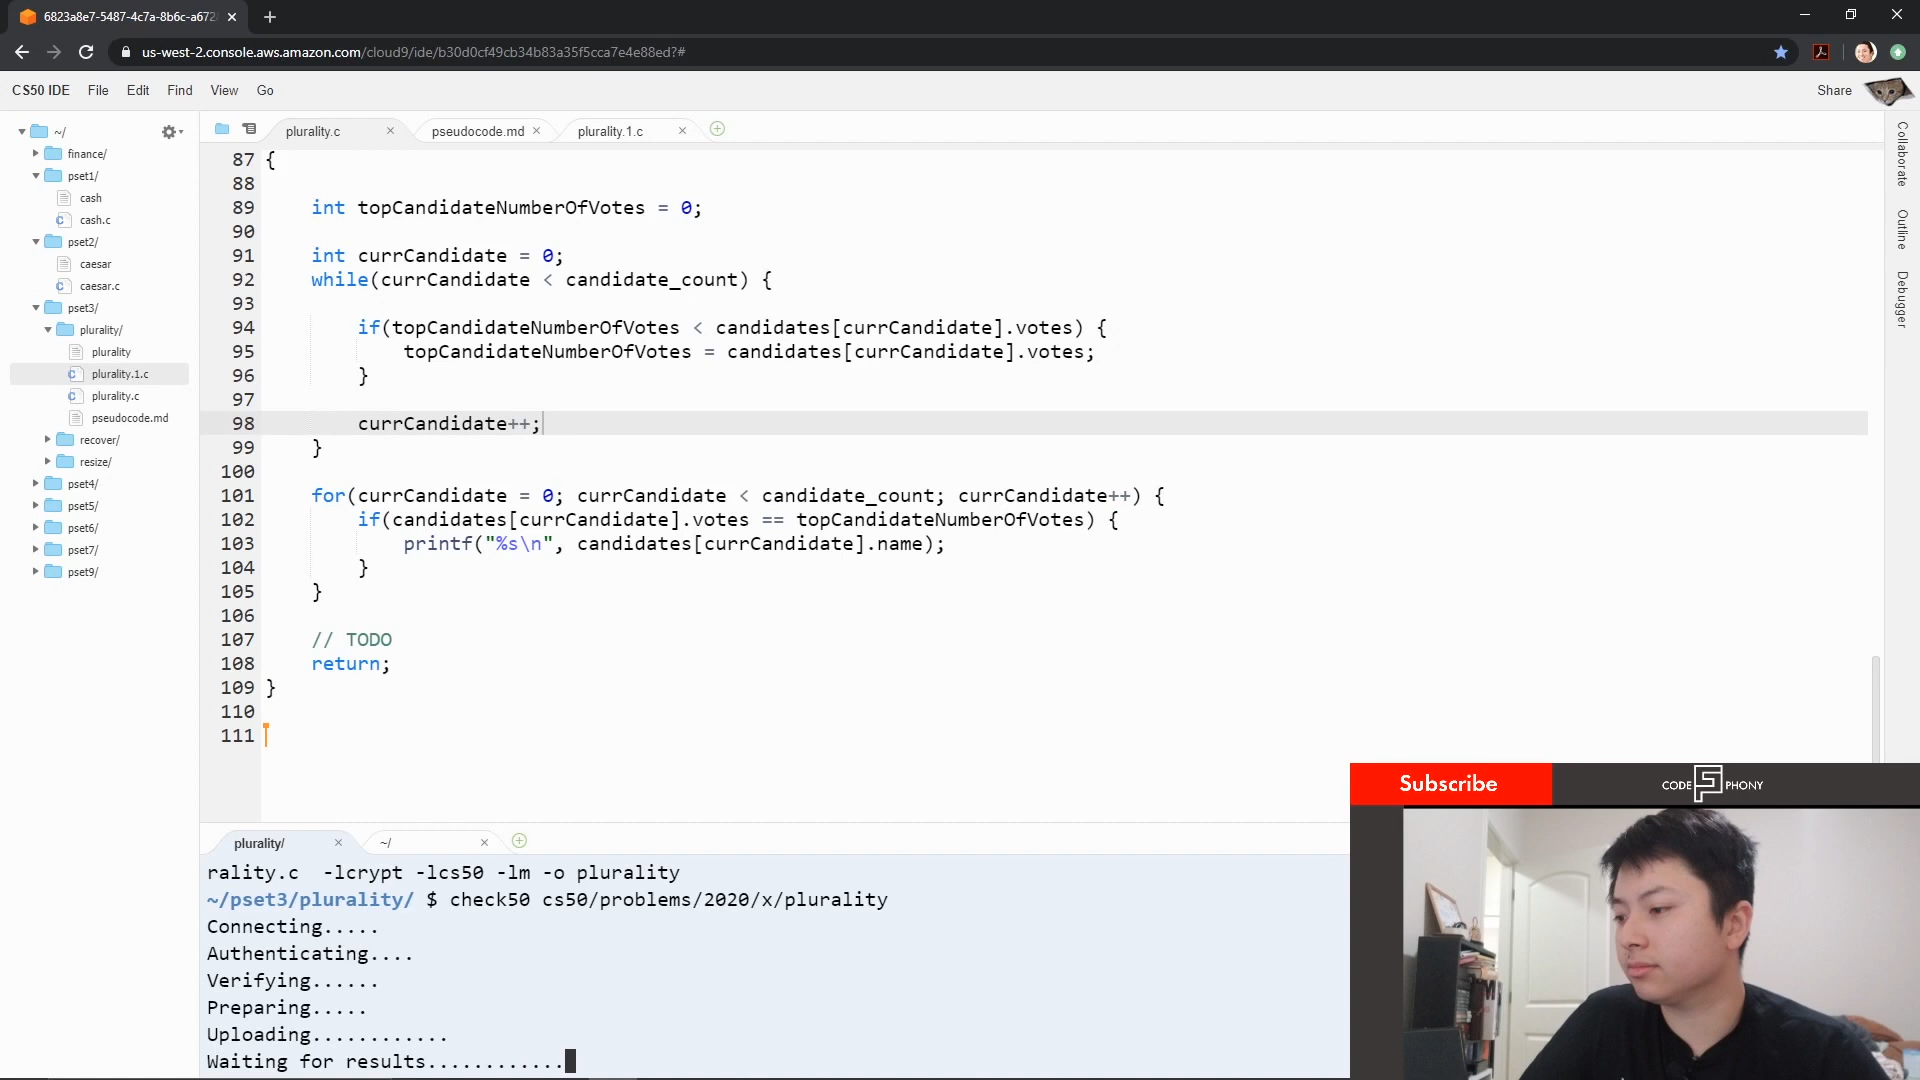 6823a8e7-5487-4c7a-8b6c-a672
us-west-2.console.aws.amazon.com/cloud9/ide/b30d0cf49cb34b83a35f5cca7e4e88ed?#
CS50 IDE File Edit Find View Go
Share
~/
finance/
pset1/
cash
cash.c
pset2/
caesar
caesar.c
pset3/
plurality/
plurality
plurality.1.c
plurality.c
pseudocode.md
recover/
resize/
pset4/
pset5/
pset6/
pset7/
pset9/
plurality.c
pseudocode.md
plurality.1.c
87 {
88
89 int topCandidateNumberOfVotes = 0;
90
91 int currCandidate = 0;
92 while(currCandidate < candidate_count) {
93
94 if(topCandidateNumberOfVotes < candidates[currCandidate].votes) {
95 topCandidateNumberOfVotes = candidates[currCandidate].votes;
96 }
97
98 currCandidate++;
99 }
100
101 for(currCandidate = 0; currCandidate < candidate_count; currCandidate++) {
102 if(candidates[currCandidate].votes == topCandidateNumberOfVotes) {
103 printf("%s\n", candidates[currCandidate].name);
104 }
105 }
106
107 // TODO
108 return;
109 }
110
111
Collaborate
Outline
Debugger
Subscribe
CODE PHONY
plurality/
~/
rality.c -lcrypt -lcs50 -lm -o plurality
~/pset3/plurality/ $ check50 cs50/problems/2020/x/plurality
Connecting.....
Authenticating....
Verifying......
Preparing.....
Uploading............
Waiting for results............